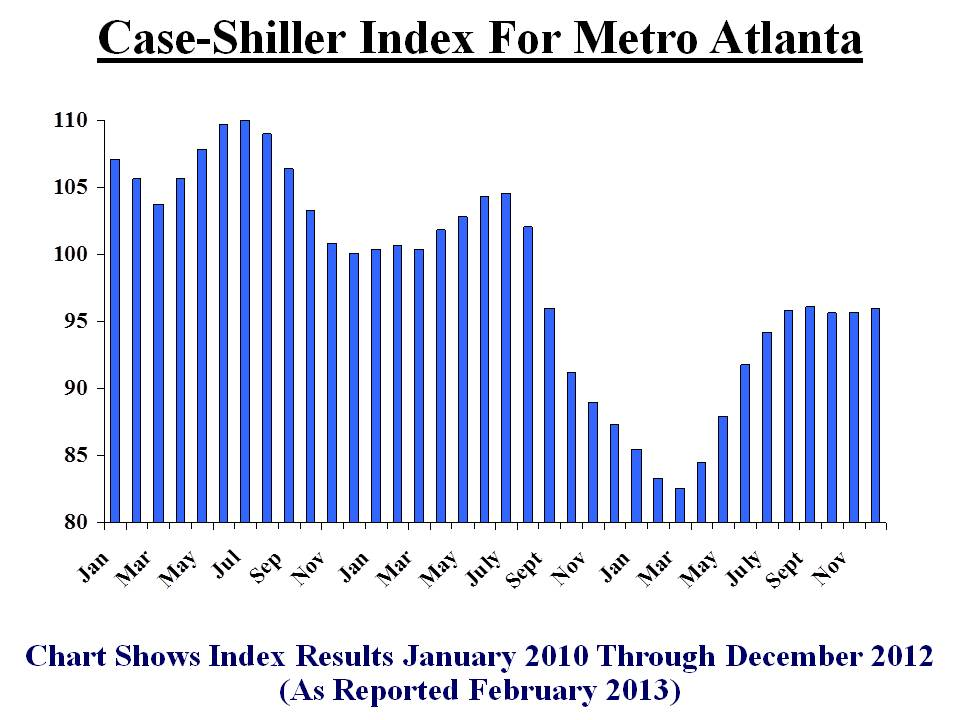 Case-Shiller Index For Metro Atlanta
110
105
100
95
90
85
80
Jan Mar May Jul Sep Nov Jan Mar May July Sept Nov Jan Mar May July Sept Nov
Chart Shows Index Results January 2010 Through December 2012
(As Reported February 2013)